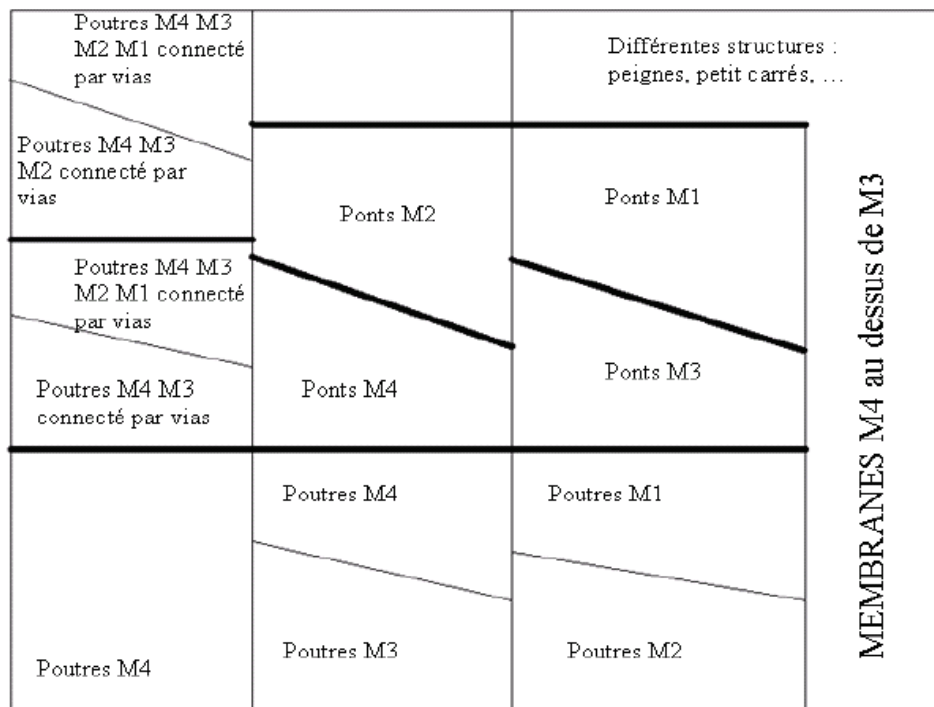 Poutres M4 M3
M2 M1 connecté
par vias
Poutres M4 M3
M2 connecté par
vias
Poutres M4 M3
M2 M1 connecté
par vias
Poutres M4 M3
connecté par vias
Poutres M4
Ponts M2
Ponts M4
Poutres M4
Poutres M3
Différentes structures :
peignes, petit carrés, ...
Ponts M1
Ponts M3
Poutres M1
Poutres M2
MEMBRANES M4 au dessus de M3